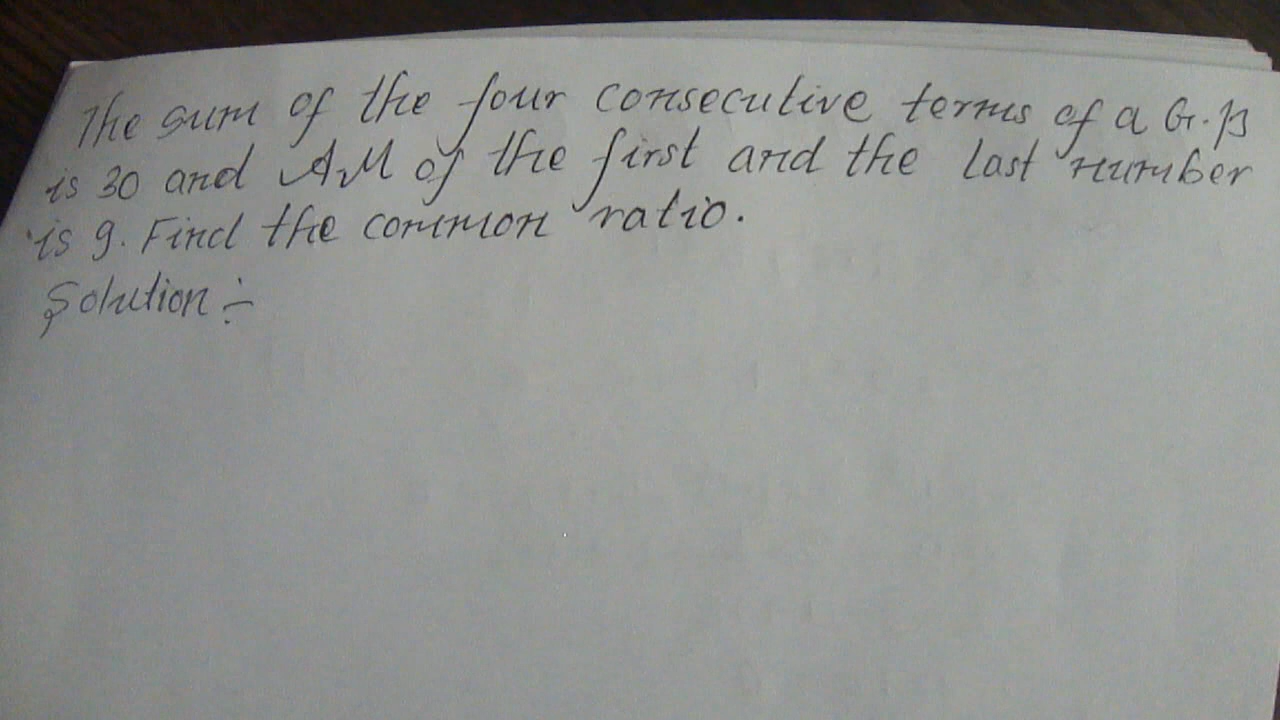 The sum of the four consecutive terms of a G.P
is 30 and AM of the first and the last number
is 9. Find the common ratio.
Solution :-